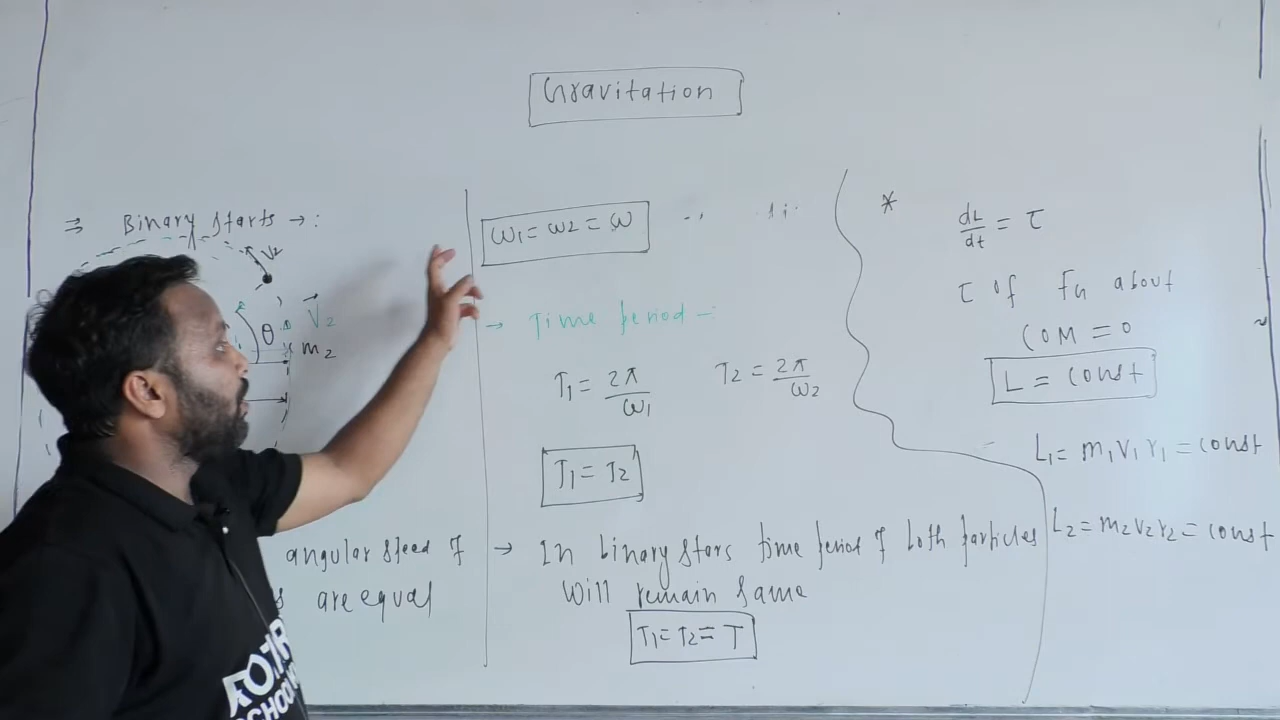 Gravitation
⇒ Binary Starts →:
V2
θ
V⃗2
m2
angular speed of
are equal
ω1 = ω2 = ω
→ Time period -:
T1 = 2π/ω1
T2 = 2π/ω2
T1 = T2
→ In binary stars time period of both particles
will remain same
T1 = T2 = T
*
dL/dt = τ
τ of FG about
COM = 0
L = const
L1 = m1v1r1 = const
L2 = m2v2r2 = const